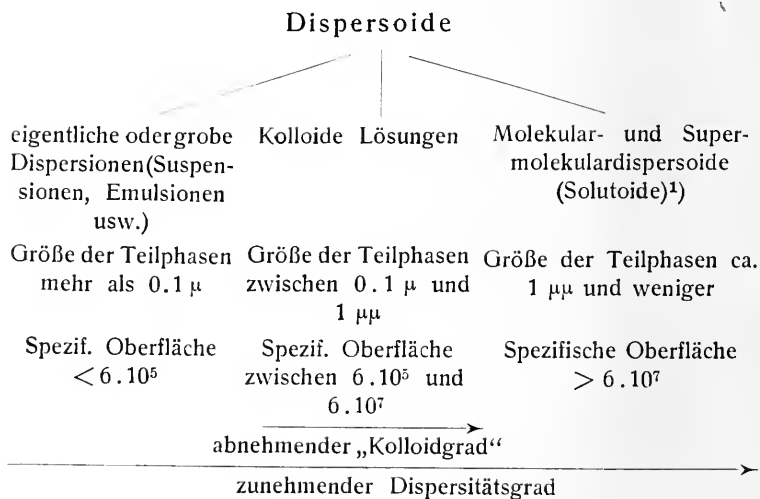 Dispersoide
eigentliche oder grobe
Dispersionen (Suspen-
sionen, Emulsionen
usw.)
Kolloide Lösungen
Molekular- und Super-
molekulardispersoide
(Solutoide)¹)
Größe der Teilphasen
mehr als 0.1 μ
Größe der Teilphasen
zwischen 0.1 μ und
1 μμ
Größe der Teilphasen ca.
1 μμ und weniger
Spezif. Oberfläche
<6.10⁵
Spezif. Oberfläche
zwischen 6.10⁵ und
6.10⁷
Spezifische Oberfläche
> 6.10⁷
abnehmender „Kolloidgrad“
zunehmender Dispersitätsgrad